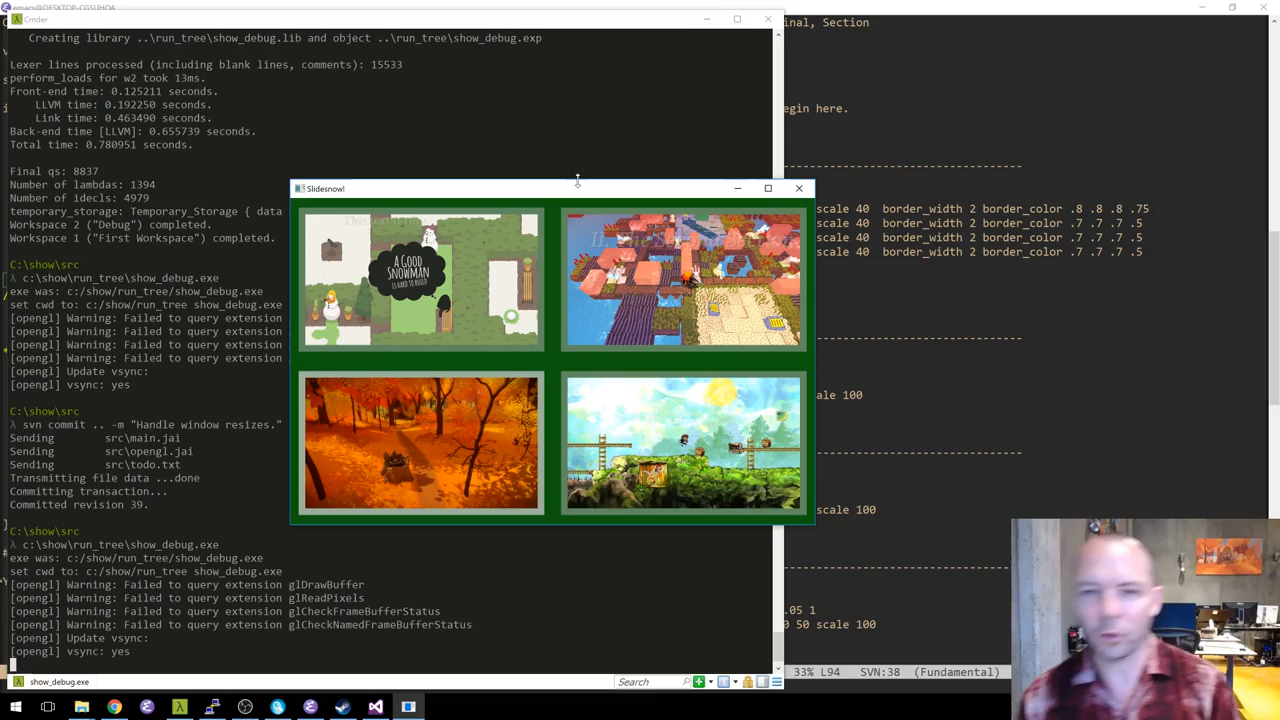 emacs@DESKTOP-CGSUHOA
Cmder
Creating library ..\run_tree\show_debug.lib and object ..\run_tree\show_debug.exp
Lexer lines processed (including blank lines, comments): 15533
perform_loads for w2 took 13ms.
Front-end time: 0.125211 seconds.
LLVM time: 0.192250 seconds.
Link time: 0.463490 seconds.
Back-end time [LLVM]: 0.655739 seconds.
Total time: 0.780951 seconds.
Final qs: 8837
Number of lambdas: 1394
Number of idecls: 4979
temporary_storage: Temporary_Storage { data
Workspace 2 ("Debug") completed.
Workspace 1 ("First Workspace") completed.
C:\show\src
λ c:\show\run_tree\show_debug.exe
exe was: c:/show/run_tree/show_debug.exe
set cwd to: c:/show/run_tree show_debug.exe
[opengl] Warning: Failed to query extension
[opengl] Warning: Failed to query extension
[opengl] Warning: Failed to query extension
[opengl] Warning: Failed to query extension
[opengl] Update vsync:
[opengl] vsync: yes
C:\show\src
λ svn commit .. -m "Handle window resizes."
Sending src\main.jai
Sending src\opengl.jai
Sending src\todo.txt
Transmitting file data ...done
Committing transaction...
Committed revision 39.
C:\show\src
λ c:\show\run_tree\show_debug.exe
exe was: c:/show/run_tree/show_debug.exe
set cwd to: c:/show/run_tree show_debug.exe
[opengl] Warning: Failed to query extension glDrawBuffer
[opengl] Warning: Failed to query extension glReadPixels
[opengl] Warning: Failed to query extension glCheckFrameBufferStatus
[opengl] Warning: Failed to query extension glCheckNamedFrameBufferStatus
[opengl] Update vsync:
[opengl] vsync: yes
show_debug.exe
Search
Slidesnow!
A GOOD
SNOWMAN
IS HARD TO BUILD
II. The Second
inal, Section
egin here.
scale 40 border_width 2 border_color .8 .8 .8 .75
scale 40 border_width 2 border_color .7 .7 .7 .5
scale 40 border_width 2 border_color .7 .7 .7 .5
scale 40 border_width 2 border_color .7 .7 .7 .5
scale 100
scale 100
.05 1
0 50 scale 100
33% L94 SVN:38 (Fundamental)